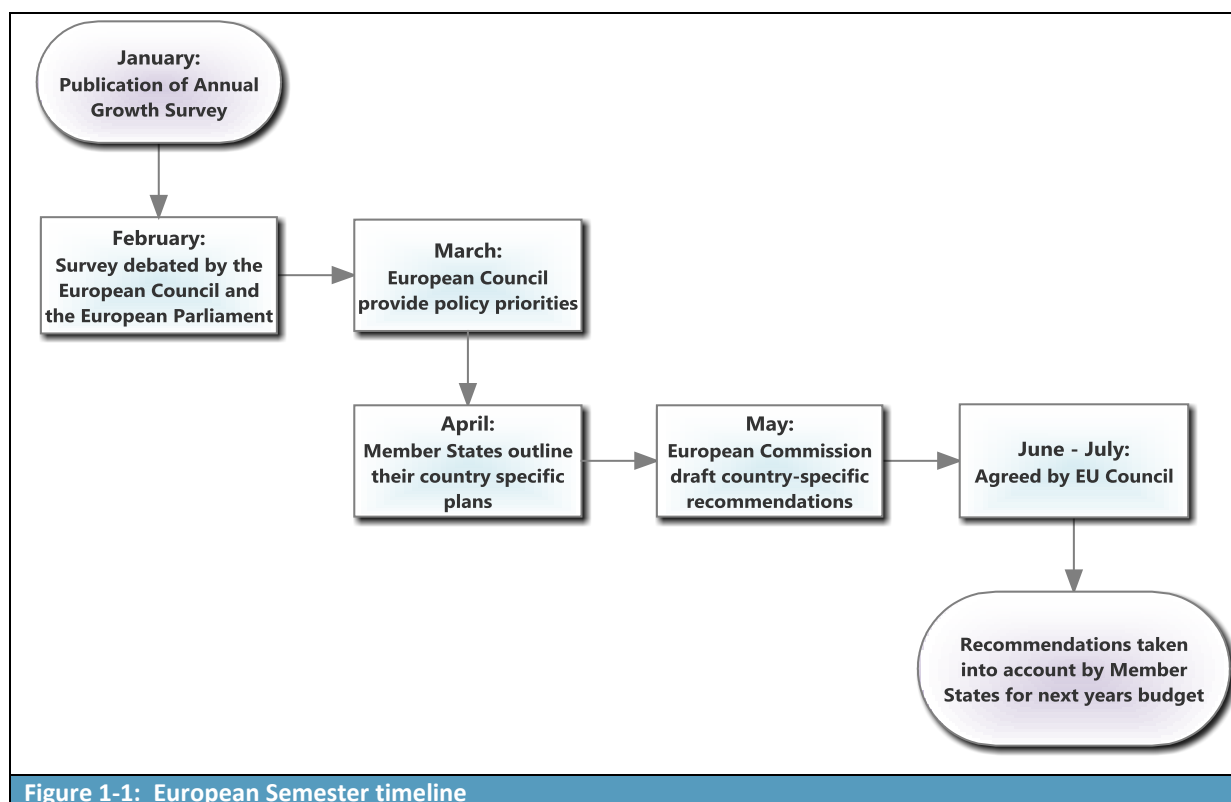 January:
Publication of Annual
Growth Survey
February:
Survey debated by the
European Council and
the European Parliament
March:
European Council
provide policy priorities
April:
Member States outline
their country specific
plans
May:
European Commission
draft country-specific
recommendations
June - July:
Agreed by EU Council
Recommendations taken
into account by Member
States for next years budget
Figure 1-1: European Semester timeline